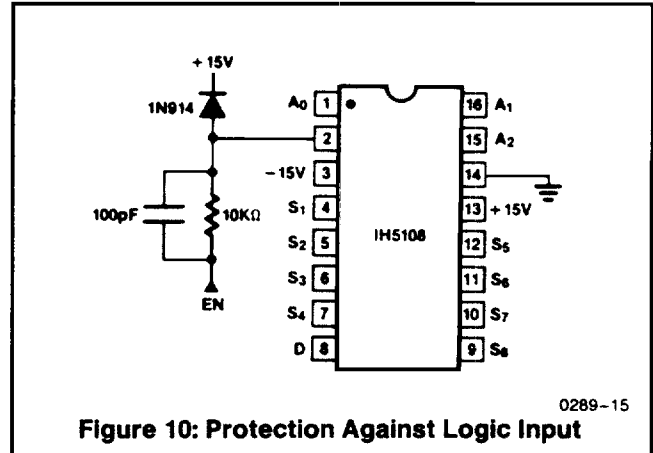 + 15V
1N914
100pF
10KΩ
EN
A₀ 1
2
- 15V 3
S₁ 4
S₂ 5
S₃ 6
S₄ 7
D 8
IH5108
16 A₁
15 A₂
14
13 + 15V
12 S₅
11 S₆
10 S₇
9 S₈
0289-15
Figure 10: Protection Against Logic Input